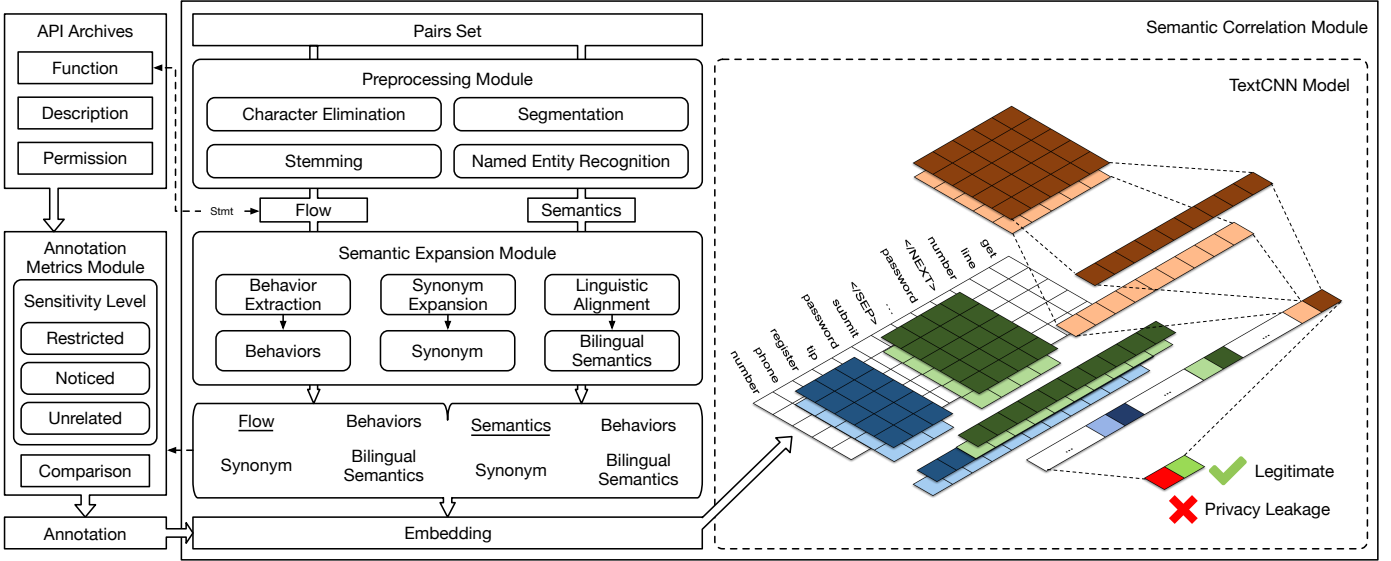 API Archives
Function
Description
Permission
Annotation
Metrics Module
Sensitivity Level
Restricted
Noticed
Unrelated
Comparison
Annotation
Pairs Set
Preprocessing Module
Character Elimination
Segmentation
Stemming
Named Entity Recognition
Stmt
Flow
Semantics
Semantic Expansion Module
Behavior
Extraction
Synonym
Expansion
Linguistic
Alignment
Behaviors
Synonym
Bilingual
Semantics
Flow
Behaviors
Semantics
Behaviors
Synonym
Bilingual
Semantics
Synonym
Bilingual
Semantics
Embedding
Semantic Correlation Module
TextCNN Model
get
line
number
</NEXT>
password
...
</SEP>
submit
password
tip
register
phone
number
...
...
...
Legitimate
Privacy Leakage